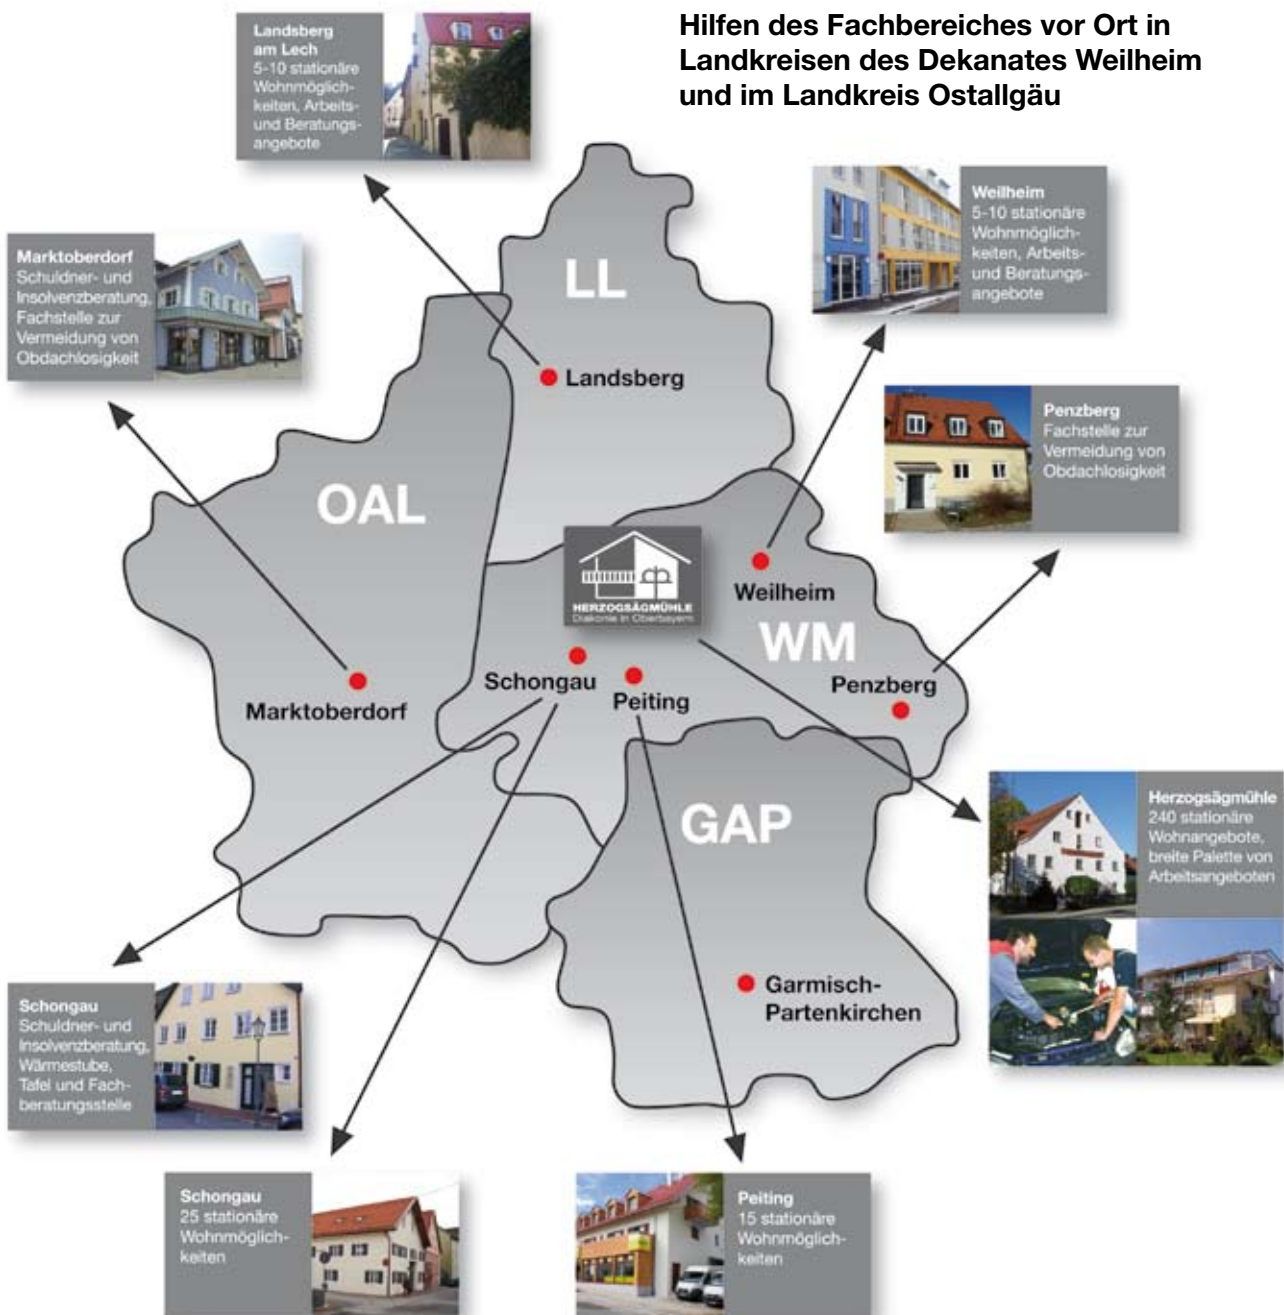 Hilfen des Fachbereiches vor Ort in
Landkreisen des Dekanates Weilheim
und im Landkreis Ostallgäu
Landsberg
am Lech
5-10 stationäre
Wohnmöglich-
keiten, Arbeits-
und Beratungs-
angebote
Weilheim
5-10 stationäre
Wohnmöglich-
keiten, Arbeits-
und Beratungs-
angebote
Marktoberdorf
Schuldner- und
Insolvenzberatung,
Fachstelle zur
Vermeidung von
Obdachlosigkeit
Penzberg
Fachstelle zur
Vermeidung von
Obdachlosigkeit
LL
Landsberg
OAL
HERZOGSÄGMÜHLE
Diakonie in Oberbayern
Weilheim
WM
Schongau
Peiting
Penzberg
Marktoberdorf
GAP
Garmisch-
Partenkirchen
Herzogsägmühle
240 stationäre
Wohnangebote,
breite Palette von
Arbeitsangeboten
Schongau
Schuldner- und
Insolvenzberatung,
Wärmestube,
Tafel und Fach-
beratungsstelle
Schongau
25 stationäre
Wohnmöglich-
keiten
Peiting
15 stationäre
Wohnmöglich-
keiten